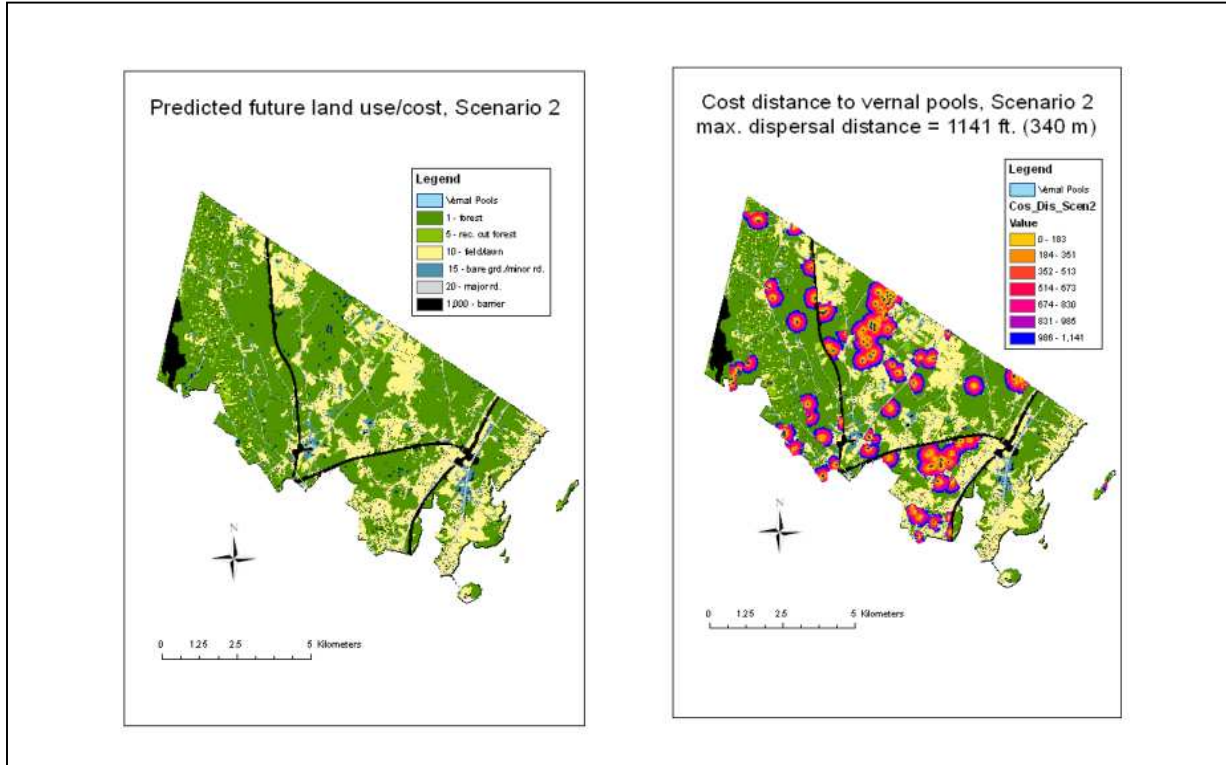 Predicted future land use/cost, Scenario 2
Legend
Vernal Pools
1 - forest
5 - rec. cut forest
10 - field/lawn
15 - bare grd./minor rd.
20 - major rd.
1,000 - barrier
N
0 1.25 2.5 5 Kilometers
Cost distance to vernal pools, Scenario 2
max. dispersal distance = 1141 ft. (340 m)
Legend
Vernal Pools
Cos_Dis_Scen2
Value
0 - 183
184 - 351
352 - 513
514 - 673
674 - 830
831 - 985
986 - 1,141
N
0 1.25 2.5 5 Kilometers